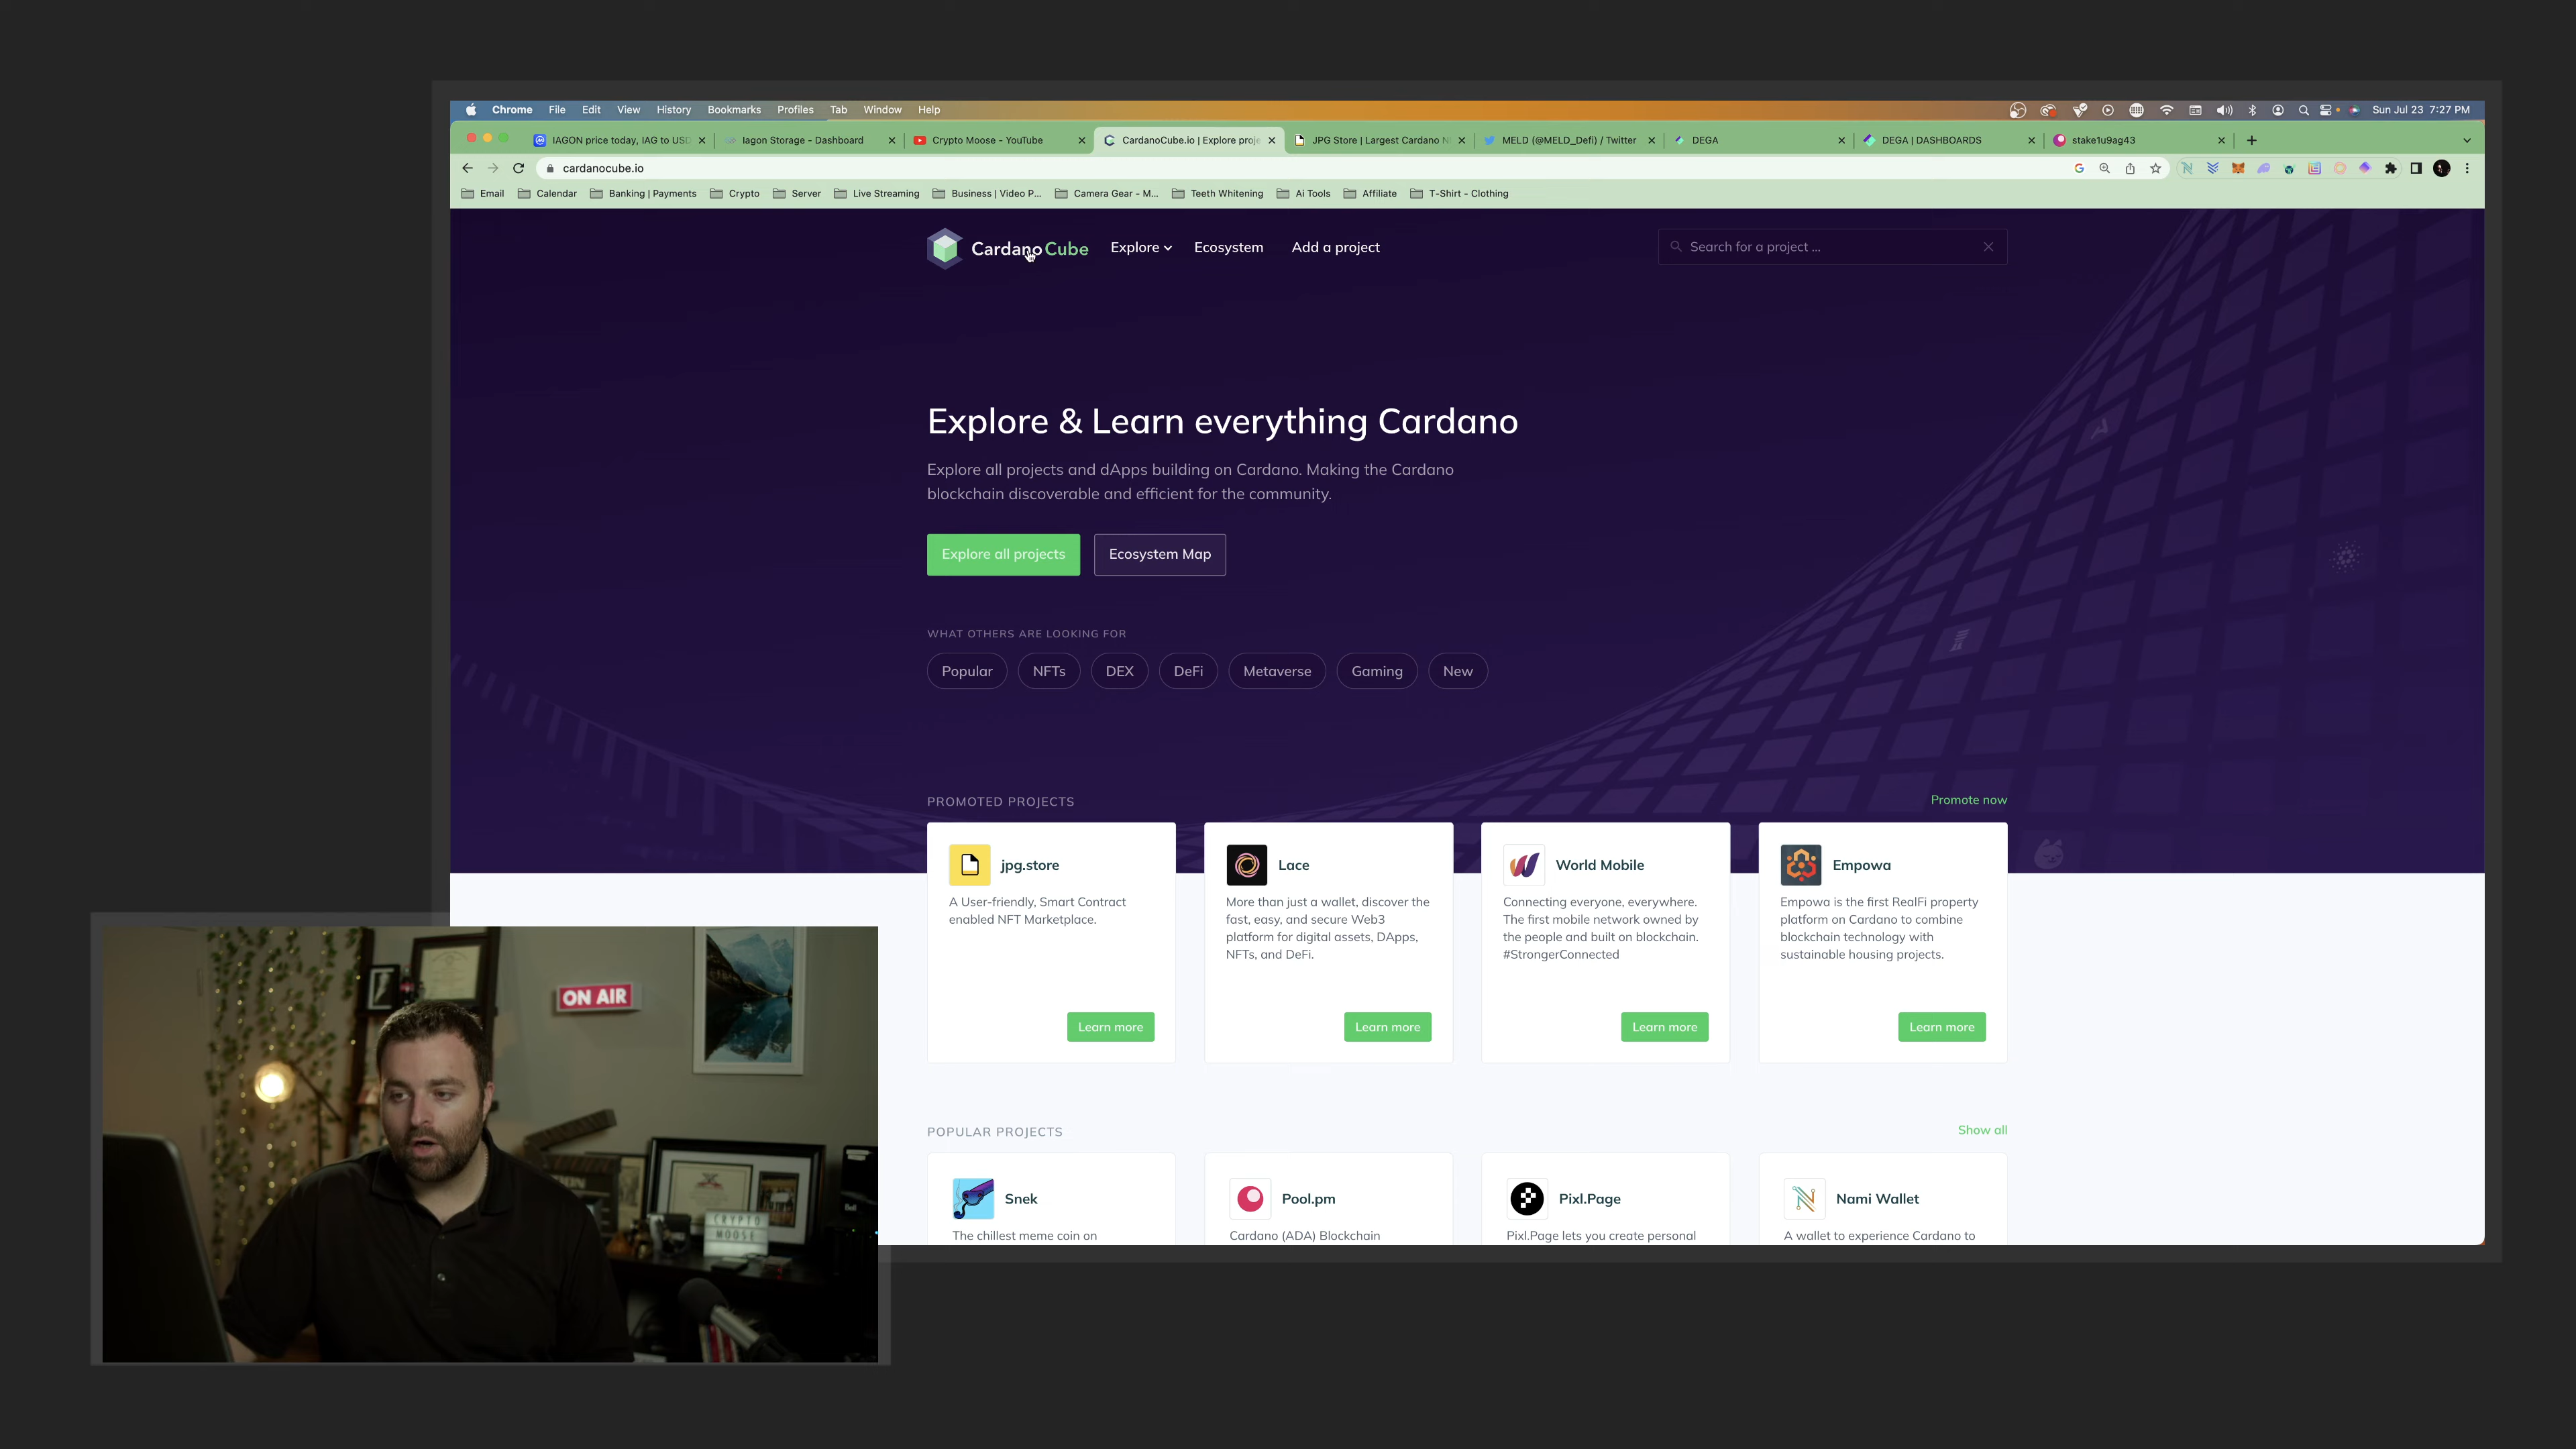 Chrome File Edit View History Bookmarks Profiles Tab Window Help Sun Jul 23 7:27 PM
IAGON price today, IAG to USD Iagon Storage - Dashboard Crypto Moose - YouTube CardanoCube.io | Explore proje JPG Store | Largest Cardano N MELD (@MELD_Defi) / Twitter DEGA DEGA | DASHBOARDS stake1u9ag43
cardanocube.io
Email Calendar Banking | Payments Crypto Server Live Streaming Business | Video P... Camera Gear - M... Teeth Whitening Ai Tools Affiliate T-Shirt - Clothing
CardanoCube Explore Ecosystem Add a project Search for a project ...
Explore & Learn everything Cardano
Explore all projects and dApps building on Cardano. Making the Cardano
blockchain discoverable and efficient for the community.
Explore all projects Ecosystem Map
WHAT OTHERS ARE LOOKING FOR
Popular NFTs DEX DeFi Metaverse Gaming New
PROMOTED PROJECTS Promote now
jpg.store
A User-friendly, Smart Contract
enabled NFT Marketplace.
Learn more
Lace
More than just a wallet, discover the
fast, easy, and secure Web3
platform for digital assets, DApps,
NFTs, and DeFi.
Learn more
World Mobile
Connecting everyone, everywhere.
The first mobile network owned by
the people and built on blockchain.
#StrongerConnected
Learn more
Empowa
Empowa is the first RealFi property
platform on Cardano to combine
blockchain technology with
sustainable housing projects.
Learn more
POPULAR PROJECTS Show all
Snek
The chillest meme coin on
Pool.pm
Cardano (ADA) Blockchain
Pixl.Page
Pixl.Page lets you create personal
Nami Wallet
A wallet to experience Cardano to
ON AIR
CRYPTO
MOOSE